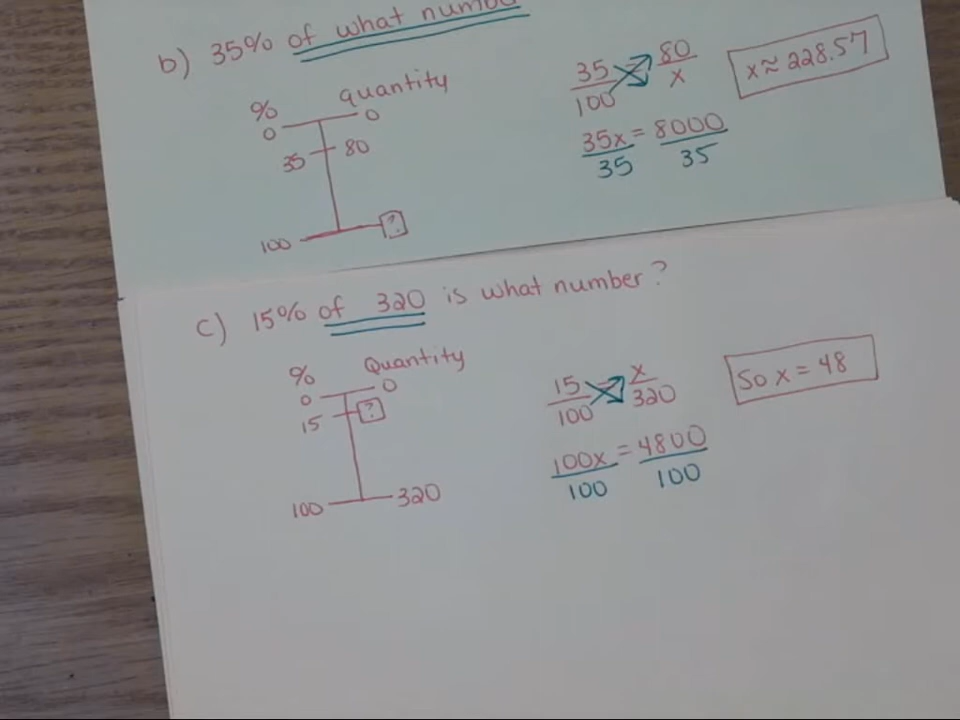 b) 35% of what number
% quantity
0 0
35 80
100 ?
35/100 = 80/x
35x/35 = 8000/35
x ≈ 228.57
c) 15% of 320 is what number?
% Quantity
0 0
15 ?
100 320
15/100 = x/320
100x/100 = 4800/100
So x = 48